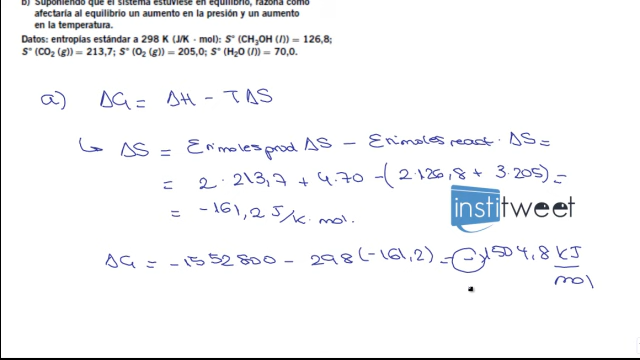 b) Suponiendo que el sistema estuviese en equilibrio, razona cómo
afectaría al equilibrio un aumento en la presión y un aumento
en la temperatura.
Datos: entropías estándar a 298 K (J/K · mol): S° (CH₃OH (l)) = 126,8;
S° (CO₂ (g)) = 213,7; S° (O₂ (g)) = 205,0; S° (H₂O (l)) = 70,0.
a) ΔG = ΔH - TΔS
↳ ΔS = Σ nimoles prod ΔS - Σ nimoles react. ΔS =
= 2 · 213,7 + 4.70 - (2.126,8 + 3.205) =
= -161,2 J/K·mol.
institweet
ΔG = -1552800 - 298 (-161,2) = - 1504,8 kJ/mol